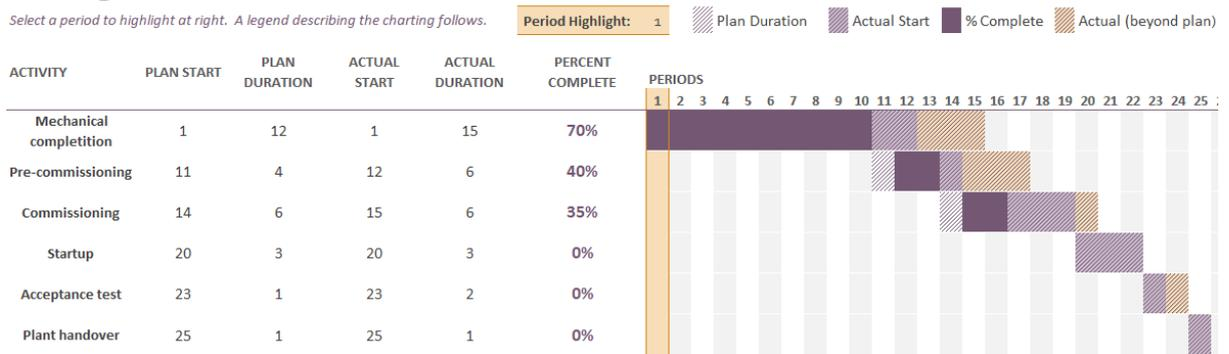 Select a period to highlight at right. A legend describing the charting follows.
Period Highlight: 1
Plan Duration
Actual Start
% Complete
Actual (beyond plan)
ACTIVITY PLAN START PLAN DURATION ACTUAL START ACTUAL DURATION PERCENT COMPLETE PERIODS
1 2 3 4 5 6 7 8 9 10 11 12 13 14 15 16 17 18 19 20 21 22 23 24 25
Mechanical completition 1 12 1 15 70%
Pre-commissioning 11 4 12 6 40%
Commissioning 14 6 15 6 35%
Startup 20 3 20 3 0%
Acceptance test 23 1 23 2 0%
Plant handover 25 1 25 1 0%